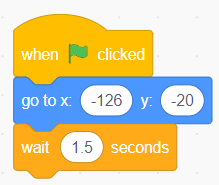 when clicked
go to x: -126 y: -20
wait 1.5 seconds